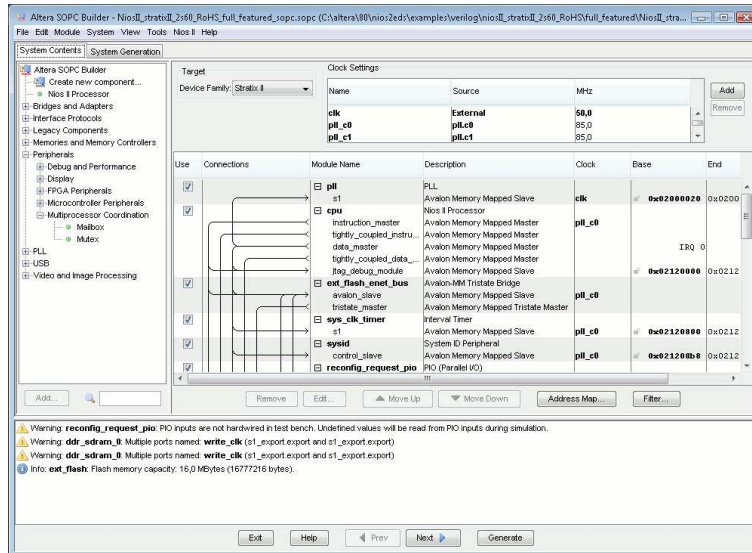 Altera SOPC Builder - NiosII_stratixII_2s60_RoHS_full_featured_sopc.sopc (C:\altera\80\nios2eds\examples\verilog\niosII_stratixII_2s60_RoHS\full_featured\NiosII_stra...
File Edit Module System View Tools Nios II Help
System Contents System Generation
Altera SOPC Builder
Create new component...
Nios II Processor
Bridges and Adapters
Interface Protocols
Legacy Components
Memories and Memory Controllers
Peripherals
Debug and Performance
Display
FPGA Peripherals
Microcontroller Peripherals
Multiprocessor Coordination
Mailbox
Mutex
PLL
USB
Video and Image Processing
Add...
Target
Device Family: Stratix II
Clock Settings
Name Source MHz
clk External 50,0
pll_c0 pll.c0 85,0
pll_c1 pll.c1 85,0
Add
Remove
Use Connections Module Name Description Clock Base End
pll PLL
s1 Avalon Memory Mapped Slave clk 0x02000020 0x0200
cpu Nios II Processor
instruction_master Avalon Memory Mapped Master pll_c0
tightly_coupled_instru... Avalon Memory Mapped Master
data_master Avalon Memory Mapped Master IRQ 0
tightly_coupled_data_... Avalon Memory Mapped Master
jtag_debug_module Avalon Memory Mapped Slave 0x02120000 0x0212
ext_flash_enet_bus Avalon-MM Tristate Bridge
avalon_slave Avalon Memory Mapped Slave pll_c0
tristate_master Avalon Memory Mapped Tristate Master
sys_clk_timer Interval Timer
s1 Avalon Memory Mapped Slave pll_c0 0x02120800 0x0212
sysid System ID Peripheral
control_slave Avalon Memory Mapped Slave pll_c0 0x021208b8 0x0212
reconfig_request_pio PIO (Parallel I/O)
Remove Edit... Move Up Move Down Address Map... Filter...
Warning: reconfig_request_pio: PIO inputs are not hardwired in test bench. Undefined values will be read from PIO inputs during simulation.
Warning: ddr_sdram_0: Multiple ports named: write_clk (s1_export.export and s1_export.export)
Warning: ddr_sdram_0: Multiple ports named: write_clk (s1_export.export and s1_export.export)
Info: ext_flash: Flash memory capacity: 16,0 MBytes (16777216 bytes).
Exit Help Prev Next Generate